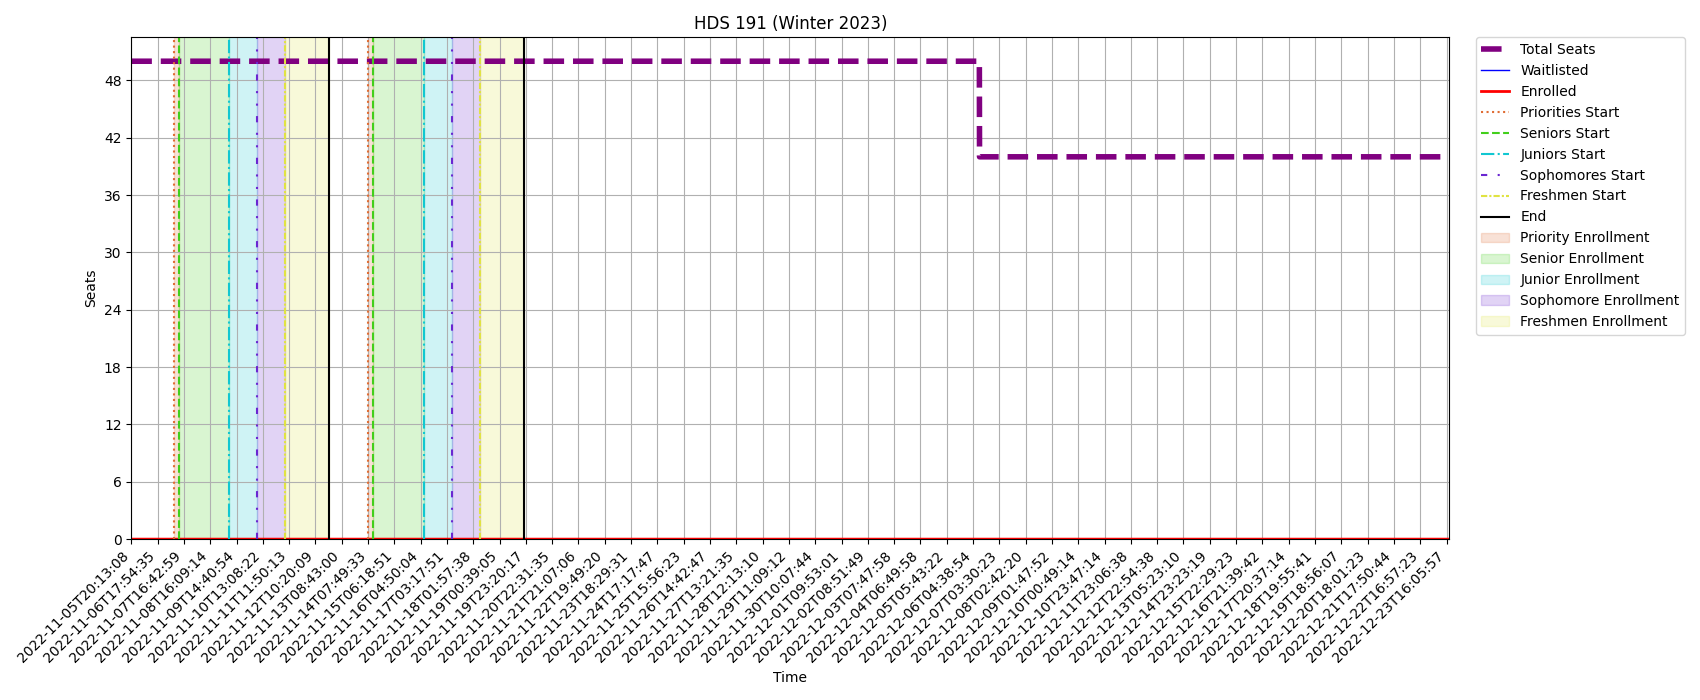 HDS 191 (Winter 2023)
Seats
48
42
36
30
24
18
12
6
0
2022-11-05T20:13:08
2022-11-06T17:54:35
2022-11-07T16:42:59
2022-11-08T16:09:14
2022-11-09T14:40:54
2022-11-10T13:08:22
2022-11-11T11:50:13
2022-11-12T10:20:09
2022-11-13T08:43:00
2022-11-14T07:49:33
2022-11-15T06:18:51
2022-11-16T04:50:04
2022-11-17T03:17:51
2022-11-18T01:57:38
2022-11-19T00:39:05
2022-11-19T23:20:17
2022-11-20T22:31:35
2022-11-21T21:07:06
2022-11-22T19:49:20
2022-11-23T18:29:31
2022-11-24T17:17:47
2022-11-25T15:56:23
2022-11-26T14:42:47
2022-11-27T13:21:35
2022-11-28T12:13:10
2022-11-29T11:09:12
2022-11-30T10:07:44
2022-12-01T09:53:01
2022-12-02T08:51:49
2022-12-03T07:47:58
2022-12-04T06:49:58
2022-12-05T05:43:22
2022-12-06T04:38:54
2022-12-07T03:30:23
2022-12-08T02:42:20
2022-12-09T01:47:52
2022-12-10T00:49:14
2022-12-10T23:47:14
2022-12-11T23:06:38
2022-12-12T22:54:38
2022-12-13T05:23:10
2022-12-14T23:23:19
2022-12-15T22:29:23
2022-12-16T21:39:42
2022-12-17T20:37:14
2022-12-18T19:55:41
2022-12-19T18:56:07
2022-12-20T18:01:23
2022-12-21T17:50:44
2022-12-22T16:57:23
2022-12-23T16:05:57
Time
Total Seats
Waitlisted
Enrolled
Priorities Start
Seniors Start
Juniors Start
Sophomores Start
Freshmen Start
End
Priority Enrollment
Senior Enrollment
Junior Enrollment
Sophomore Enrollment
Freshmen Enrollment